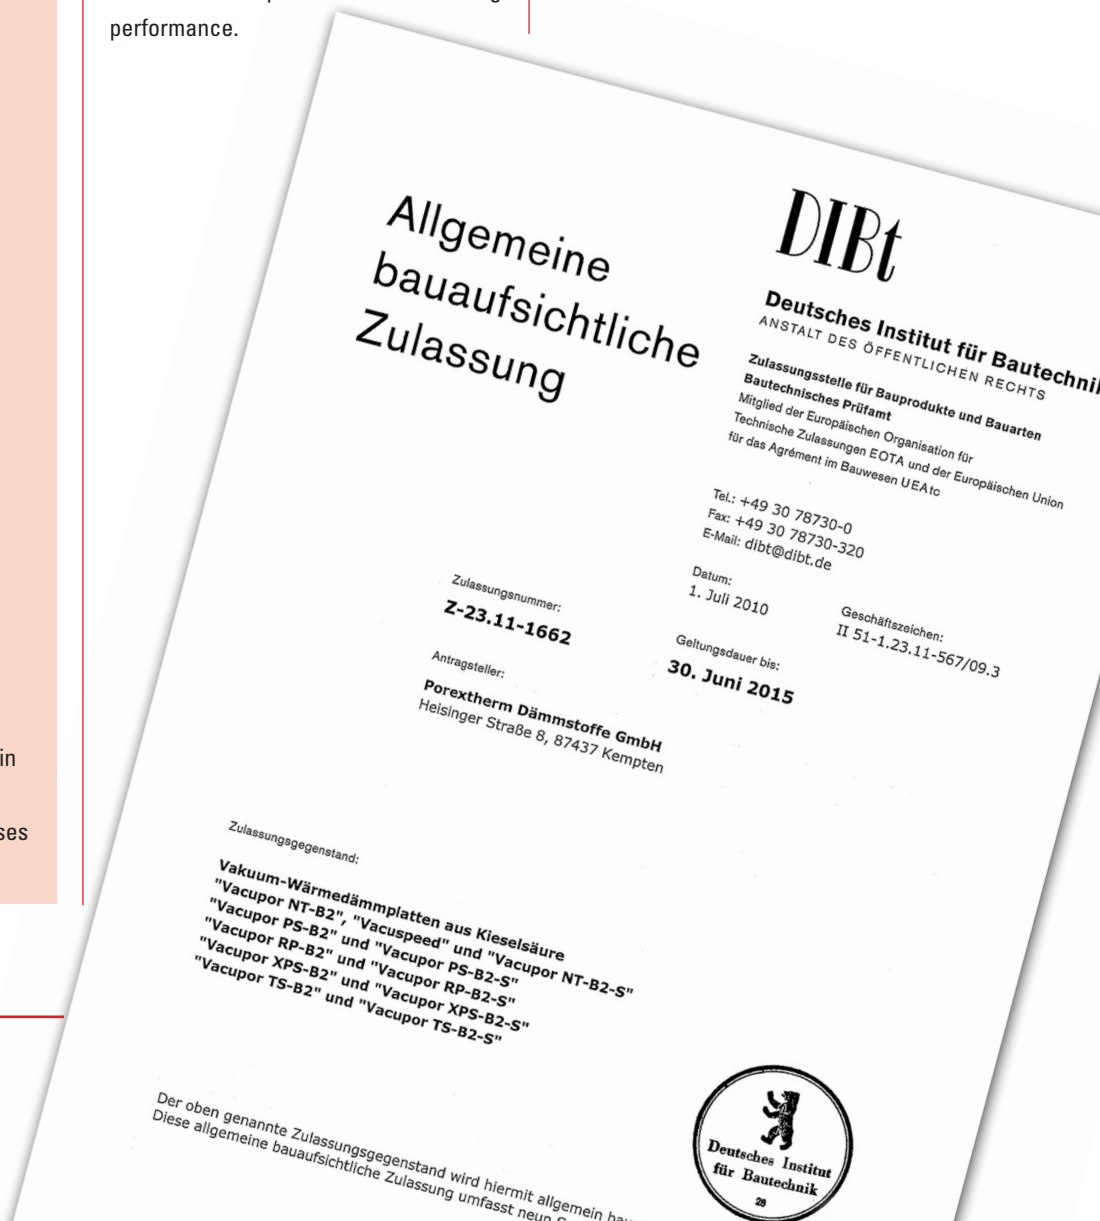 performance.
in
DIBt
Allgemeine
bauaufsichtliche
Zulassung
Deutsches Institut für
ANSTALT DES ÖFFENTLICHEN RECHTS
Zulassungsstelle für Bauprodukte und Bauarten
Bautechnisches Prüfamt
Mitglied der Europäischen Organisation für
Technische Zulassungen EOTA und der Europäischen Union
für das Agrément im Bauwesen UEAtc
Tel.: +49 30 78730-0
Fax: +49 30 78730-320
E-Mail: dibt@dibt.de
Datum:
1. Juli 2010
Geschäftszeichen:
II 51-1.23.11-567/09.3
Zulassungsnummer:
Z-23.11-1662
Geltungsdauer bis:
30. Juni 2015
Antragsteller:
Porextherm Dämmstoffe GmbH
Heisinger Straße 8, 87437 Kempten
Zulassungsgegenstand:
Vakuum-Wärmedämmplatten aus Kieselsäure
"Vacupor NT-B2", "Vacuspeed" und "Vacupor NT-B2-S"
"Vacupor PS-B2" und "Vacupor PS-B2-S"
"Vacupor RP-B2" und "Vacupor RP-B2-S"
"Vacupor XPS-B2" und "Vacupor XPS-B2-S"
"Vacupor TS-B2" und "Vacupor TS-B2-S"
Der oben genannte Zulassungsgegenstand wird hiermit allgemein
Diese allgemeine bauaufsichtliche Zulassung umfasst neun
Deutsches Institut
für Bautechnik
28